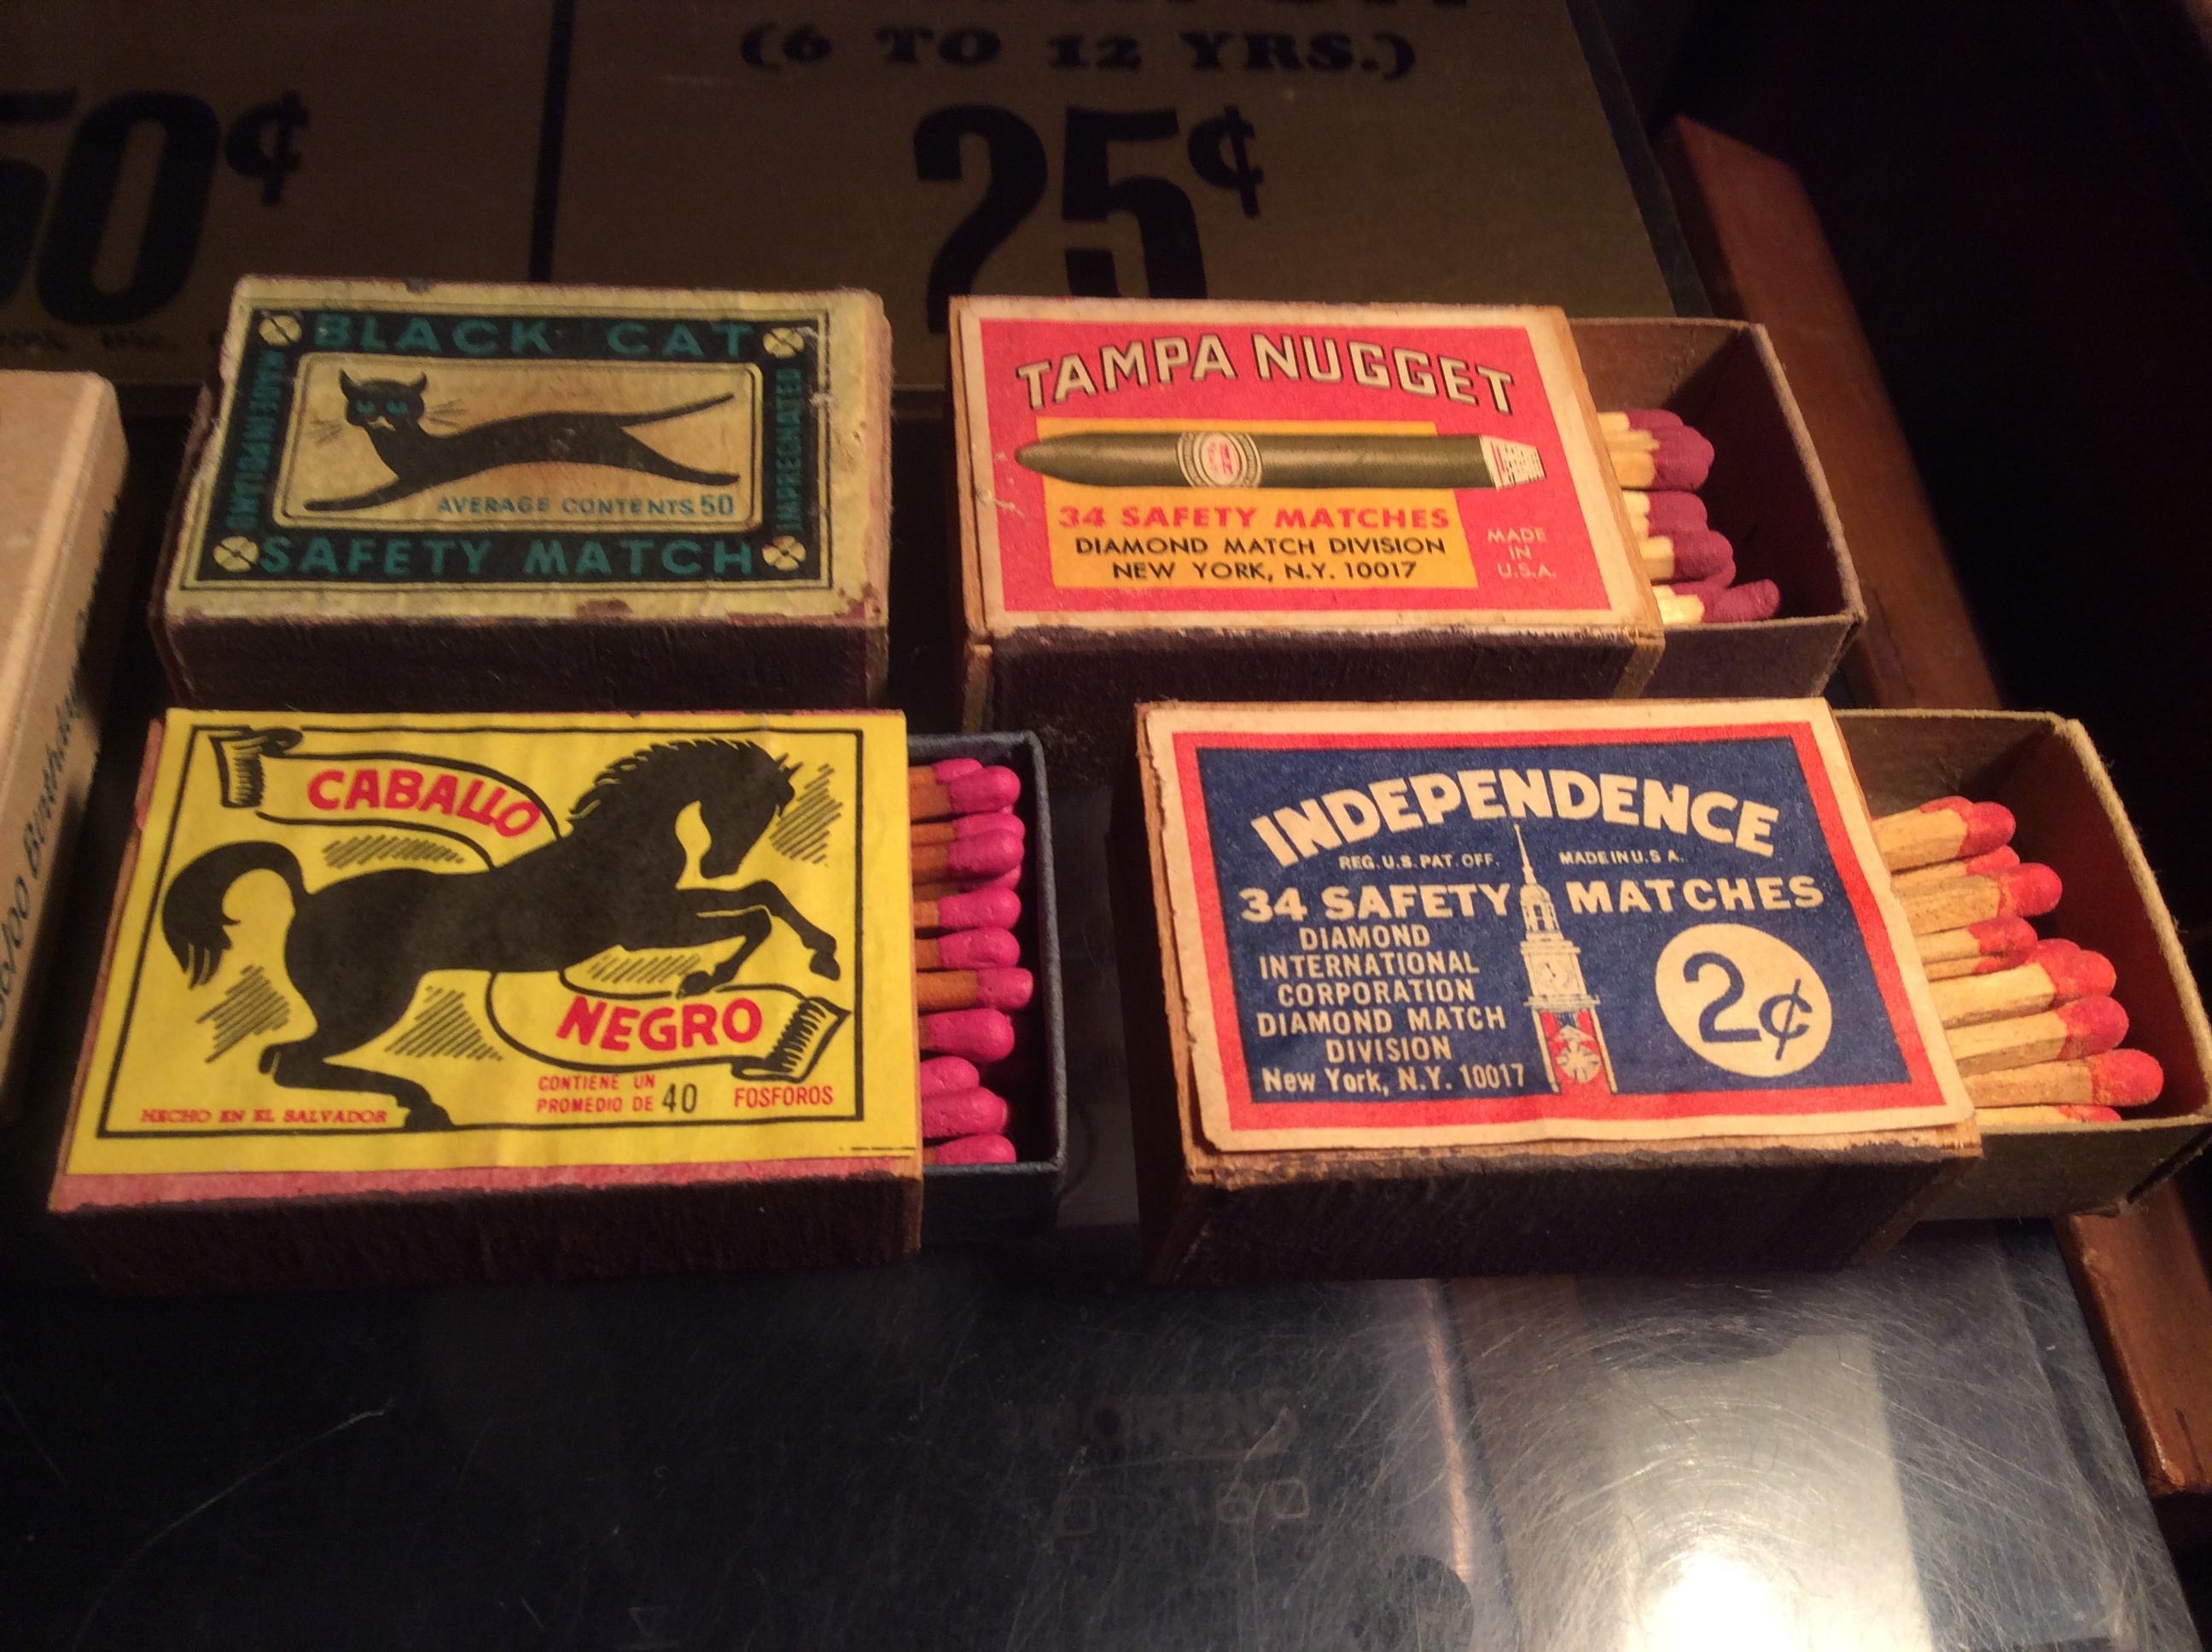 (6 TO 12 YRS.)
50¢
25¢
BLACK CAT
DAMPPROOF
IMPREGNATED
AVERAGE CONTENTS 50
SAFETY MATCH
TAMPA NUGGET
34 SAFETY MATCHES
DIAMOND MATCH DIVISION
NEW YORK, N.Y. 10017
MADE
IN
U.S.A.
CABALLO
NEGRO
CONTIENE UN
PROMEDIO DE 40 FOSFOROS
HECHO EN EL SALVADOR
INDEPENDENCE
REG. U.S. PAT. OFF. MADE IN U.S.A.
34 SAFETY MATCHES
DIAMOND
INTERNATIONAL
CORPORATION
DIAMOND MATCH
DIVISION
New York, N.Y. 10017
2¢
Birthday